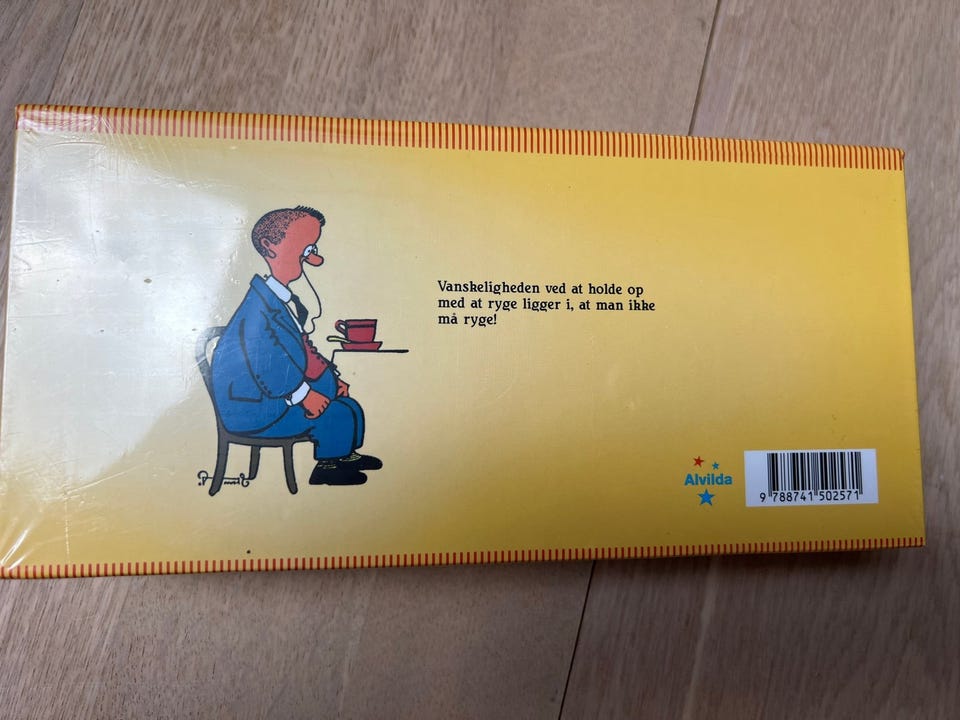 Vanskeligheden ved at holde op
med at ryge ligger i, at man ikke
må ryge!
Alvilda
9 788741 502571